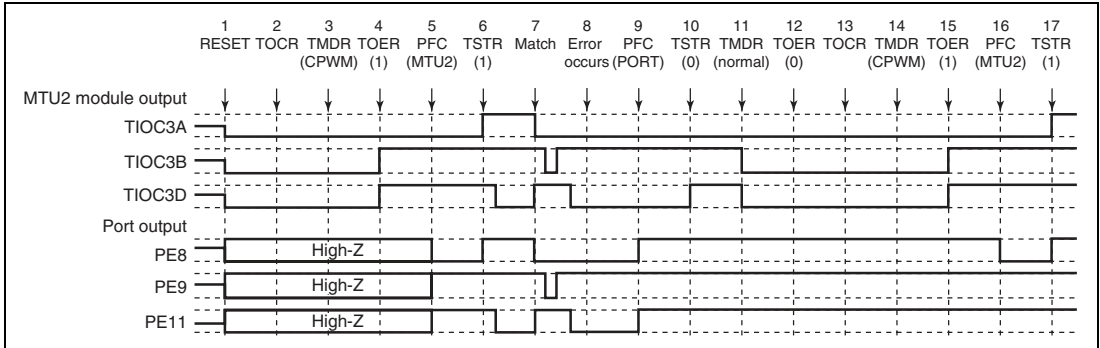 1 2 3 4 5 6 7 8 9 10 11 12 13 14 15 16 17
RESET TOCR TMDR TOER PFC TSTR Match Error PFC TSTR TMDR TOER TOCR TMDR TOER PFC TSTR
(CPWM) (1) (MTU2) (1) occurs (PORT) (0) (normal) (0) (CPWM) (1) (MTU2) (1)
MTU2 module output
TIOC3A
TIOC3B
TIOC3D
Port output
PE8 High-Z
PE9 High-Z
PE11 High-Z